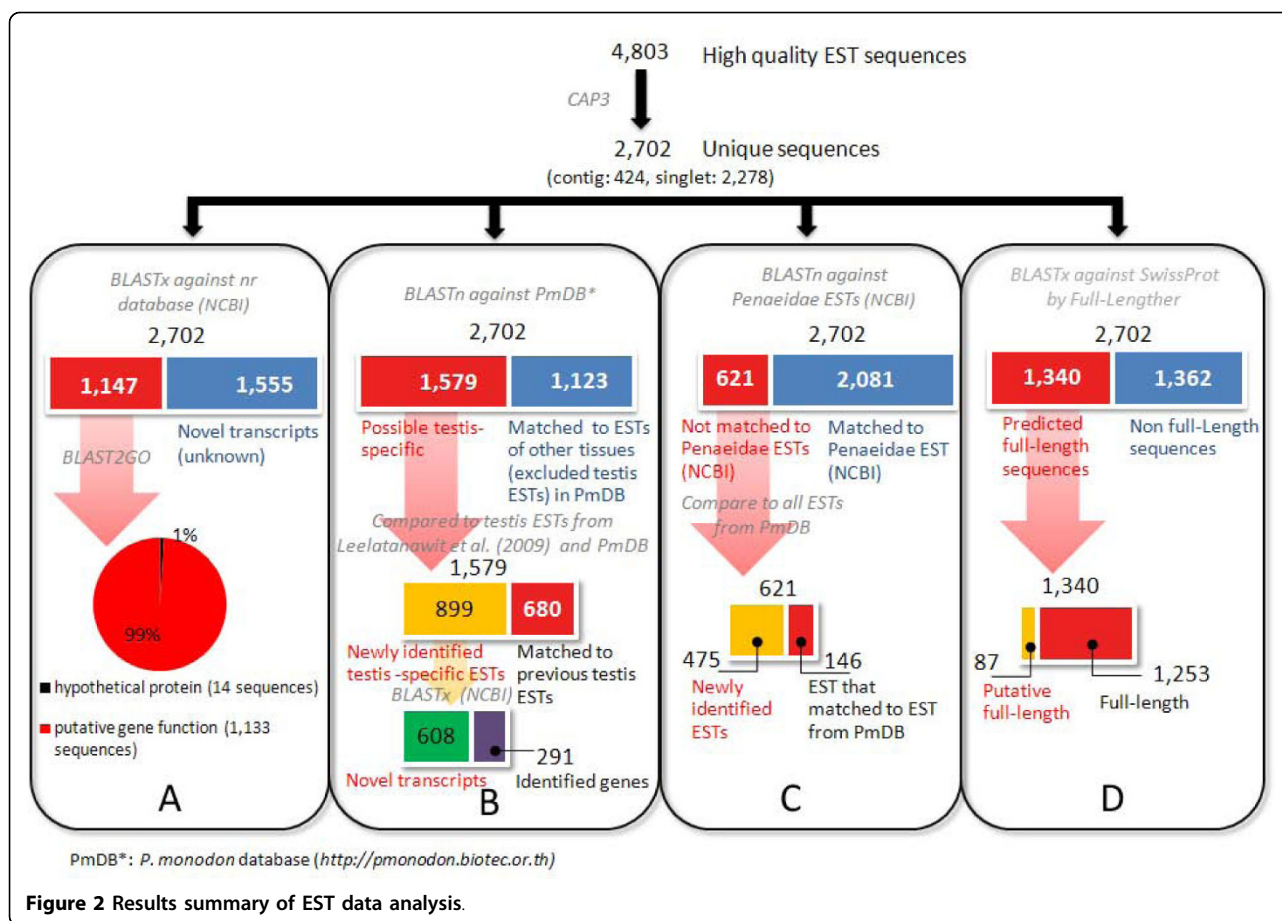 4,803 High quality EST sequences
CAP3
2,702 Unique sequences
(contig: 424, singlet: 2,278)
BLASTx against nr
database (NCBI)
2,702
1,147 1,555
Novel transcripts
(unknown)
BLAST2GO
1%
99%
hypothetical protein (14 sequences)
putative gene function (1,133
sequences)
A
BLASTn against PmDB*
2,702
1,579 1,123
Possible testis-
specific
Matched to ESTs
of other tissues
(excluded testis
ESTs) in PmDB
Compared to testis ESTs from
Leelatanawit et al. (2009) and PmDB
1,579
899 680
Newly identified
testis -specific ESTs
Matched to
previous testis
ESTs
BLASTx (NCBI)
608
291
Novel transcripts
Identified genes
B
BLASTn against
Penaeidae ESTs (NCBI)
2,702
621 2,081
Not matched to
Penaeidae ESTs
(NCBI)
Matched to
Penaeidae EST
(NCBI)
Compare to all ESTs
from PmDB
621
475
Newly
identified ESTs
146
EST that
matched to EST
from PmDB
C
BLASTx against SwissProt
by Full-Lengther
2,702
1,340 1,362
Predicted
full-length
sequences
Non full-Length
sequences
1,340
87
Putative
full-length
1,253
Full-length
D
PmDB*: P. monodon database (http://pmonodon.biotec.or.th)
Figure 2 Results summary of EST data analysis.